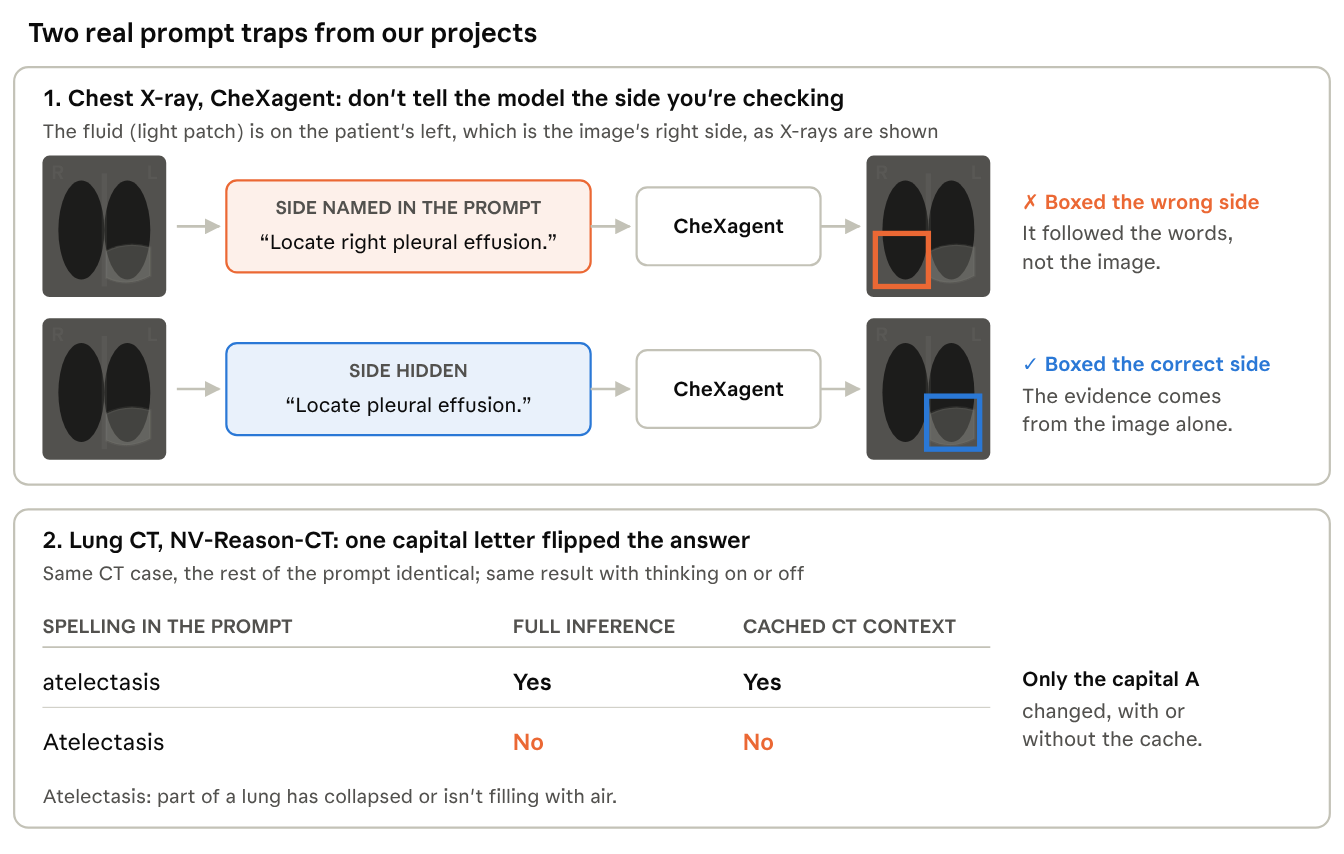 Two real prompt traps from our projects
1. Chest X-ray, CheXagent: don't tell the model the side you're checking
The fluid (light patch) is on the patient's left, which is the image's right side, as X-rays are shown
R L
SIDE NAMED IN THE PROMPT
“Locate right pleural effusion.”
CheXagent
R L
✗ Boxed the wrong side
It followed the words,
not the image.
R L
SIDE HIDDEN
“Locate pleural effusion.”
CheXagent
R L
✓ Boxed the correct side
The evidence comes
from the image alone.
2. Lung CT, NV-Reason-CT: one capital letter flipped the answer
Same CT case, the rest of the prompt identical; same result with thinking on or off
SPELLING IN THE PROMPT FULL INFERENCE CACHED CT CONTEXT
atelectasis Yes Yes
Atelectasis No No
Only the capital A
changed, with or
without the cache.
Atelectasis: part of a lung has collapsed or isn't filling with air.